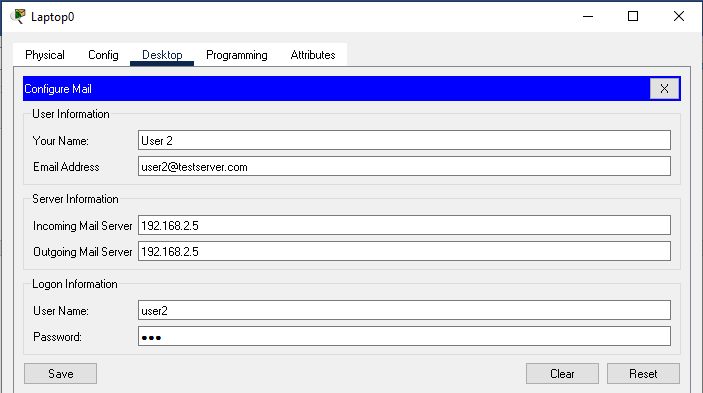 Laptop0
Physical Config Desktop Programming Attributes
Configure Mail X
User Information
Your Name: User 2
Email Address user2@testserver.com
Server Information
Incoming Mail Server 192.168.2.5
Outgoing Mail Server 192.168.2.5
Logon Information
User Name: user2
Password: ●●●
Save Clear Reset